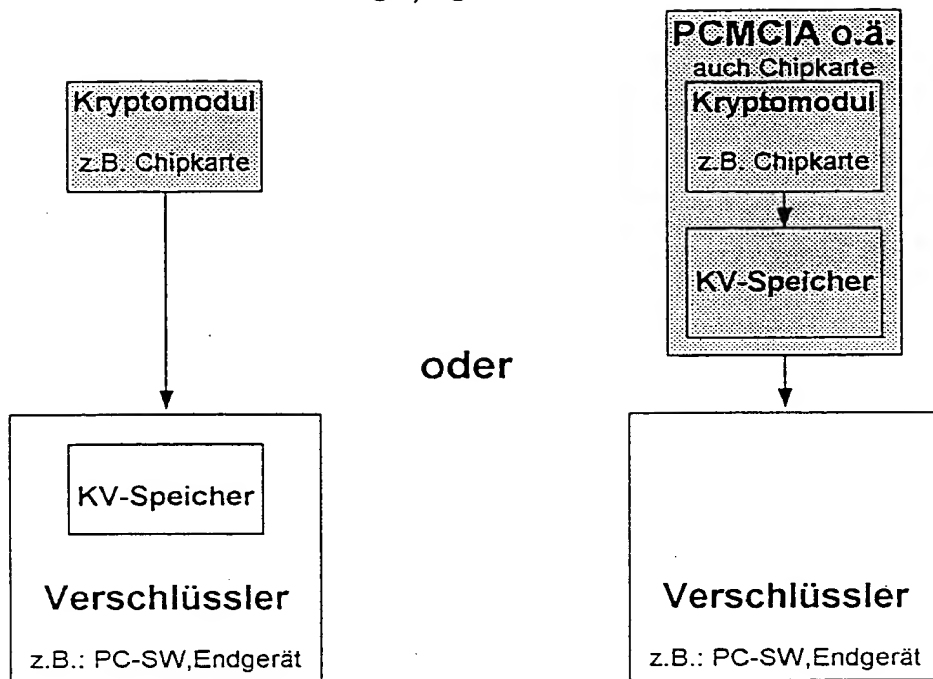 Kryptomodul
z.B. Chipkarte
oder
KV-Speicher
Verschlüssler
z.B.: PC-SW,Endgerät
PCMCIA o.ä.
auch Chipkarte
Kryptomodul
z.B. Chipkarte
KV-Speicher
Verschlüssler
z.B.: PC-SW,Endgerät